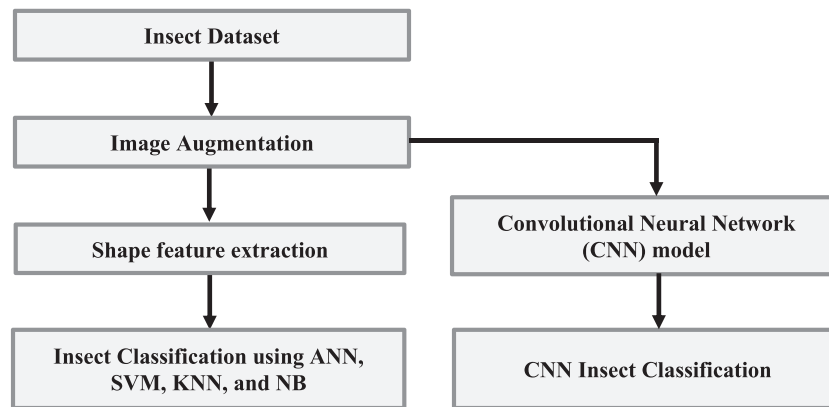 Insect Dataset
Image Augmentation
Shape feature extraction
Insect Classification using ANN,
SVM, KNN, and NB
Convolutional Neural Network
(CNN) model
CNN Insect Classification